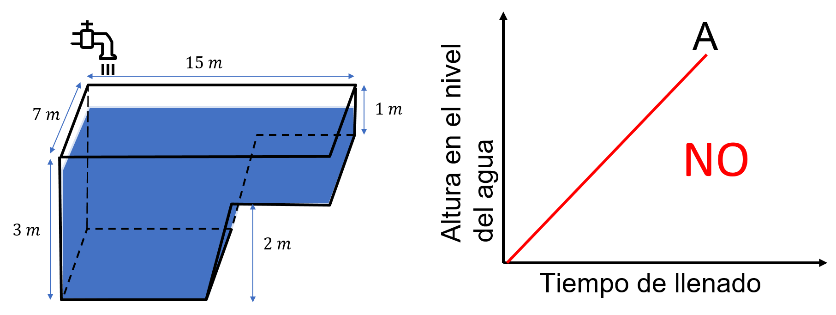 15 m
7 m
1 m
3 m
2 m
A
NO
Altura en el nivel
del agua
Tiempo de llenado